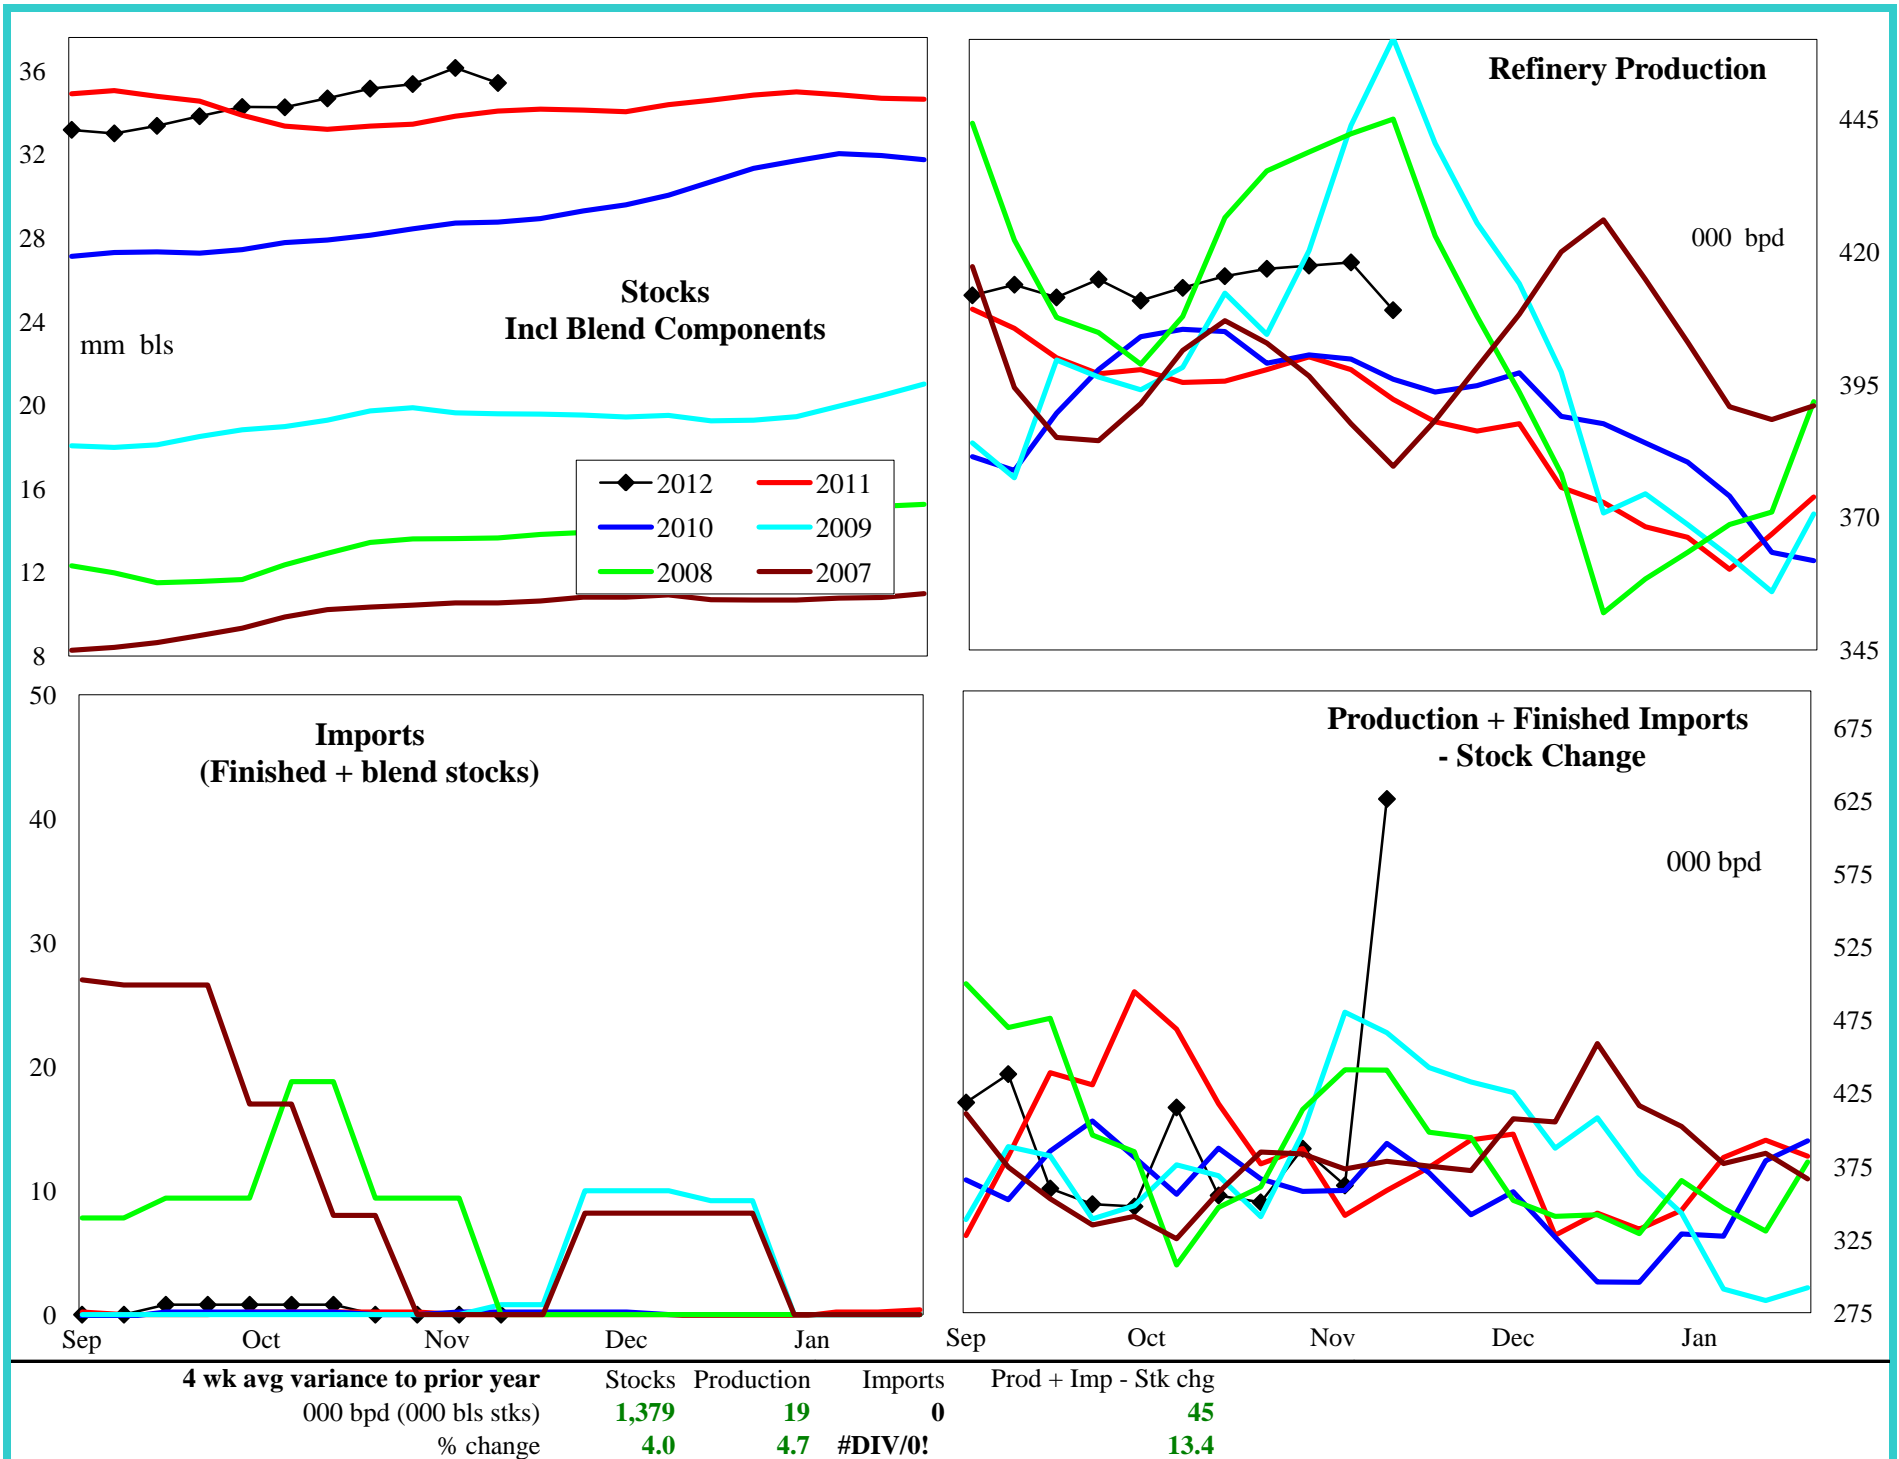 36
32
28
24
20
16
12
8
mm bls
Stocks
Incl Blend Components
2012
2011
2010
2009
2008
2007
Refinery Production
000 bpd
445
420
395
370
345
50
40
30
20
10
0
Imports
(Finished + blend stocks)
Sep Oct Nov Dec Jan
Production + Finished Imports
- Stock Change
000 bpd
675
625
575
525
475
425
375
325
275
Sep Oct Nov Dec Jan
4 wk avg variance to prior year Stocks Production Imports Prod + Imp - Stk chg
000 bpd (000 bls stks) 1,379 19 0 45
% change 4.0 4.7 #DIV/0! 13.4